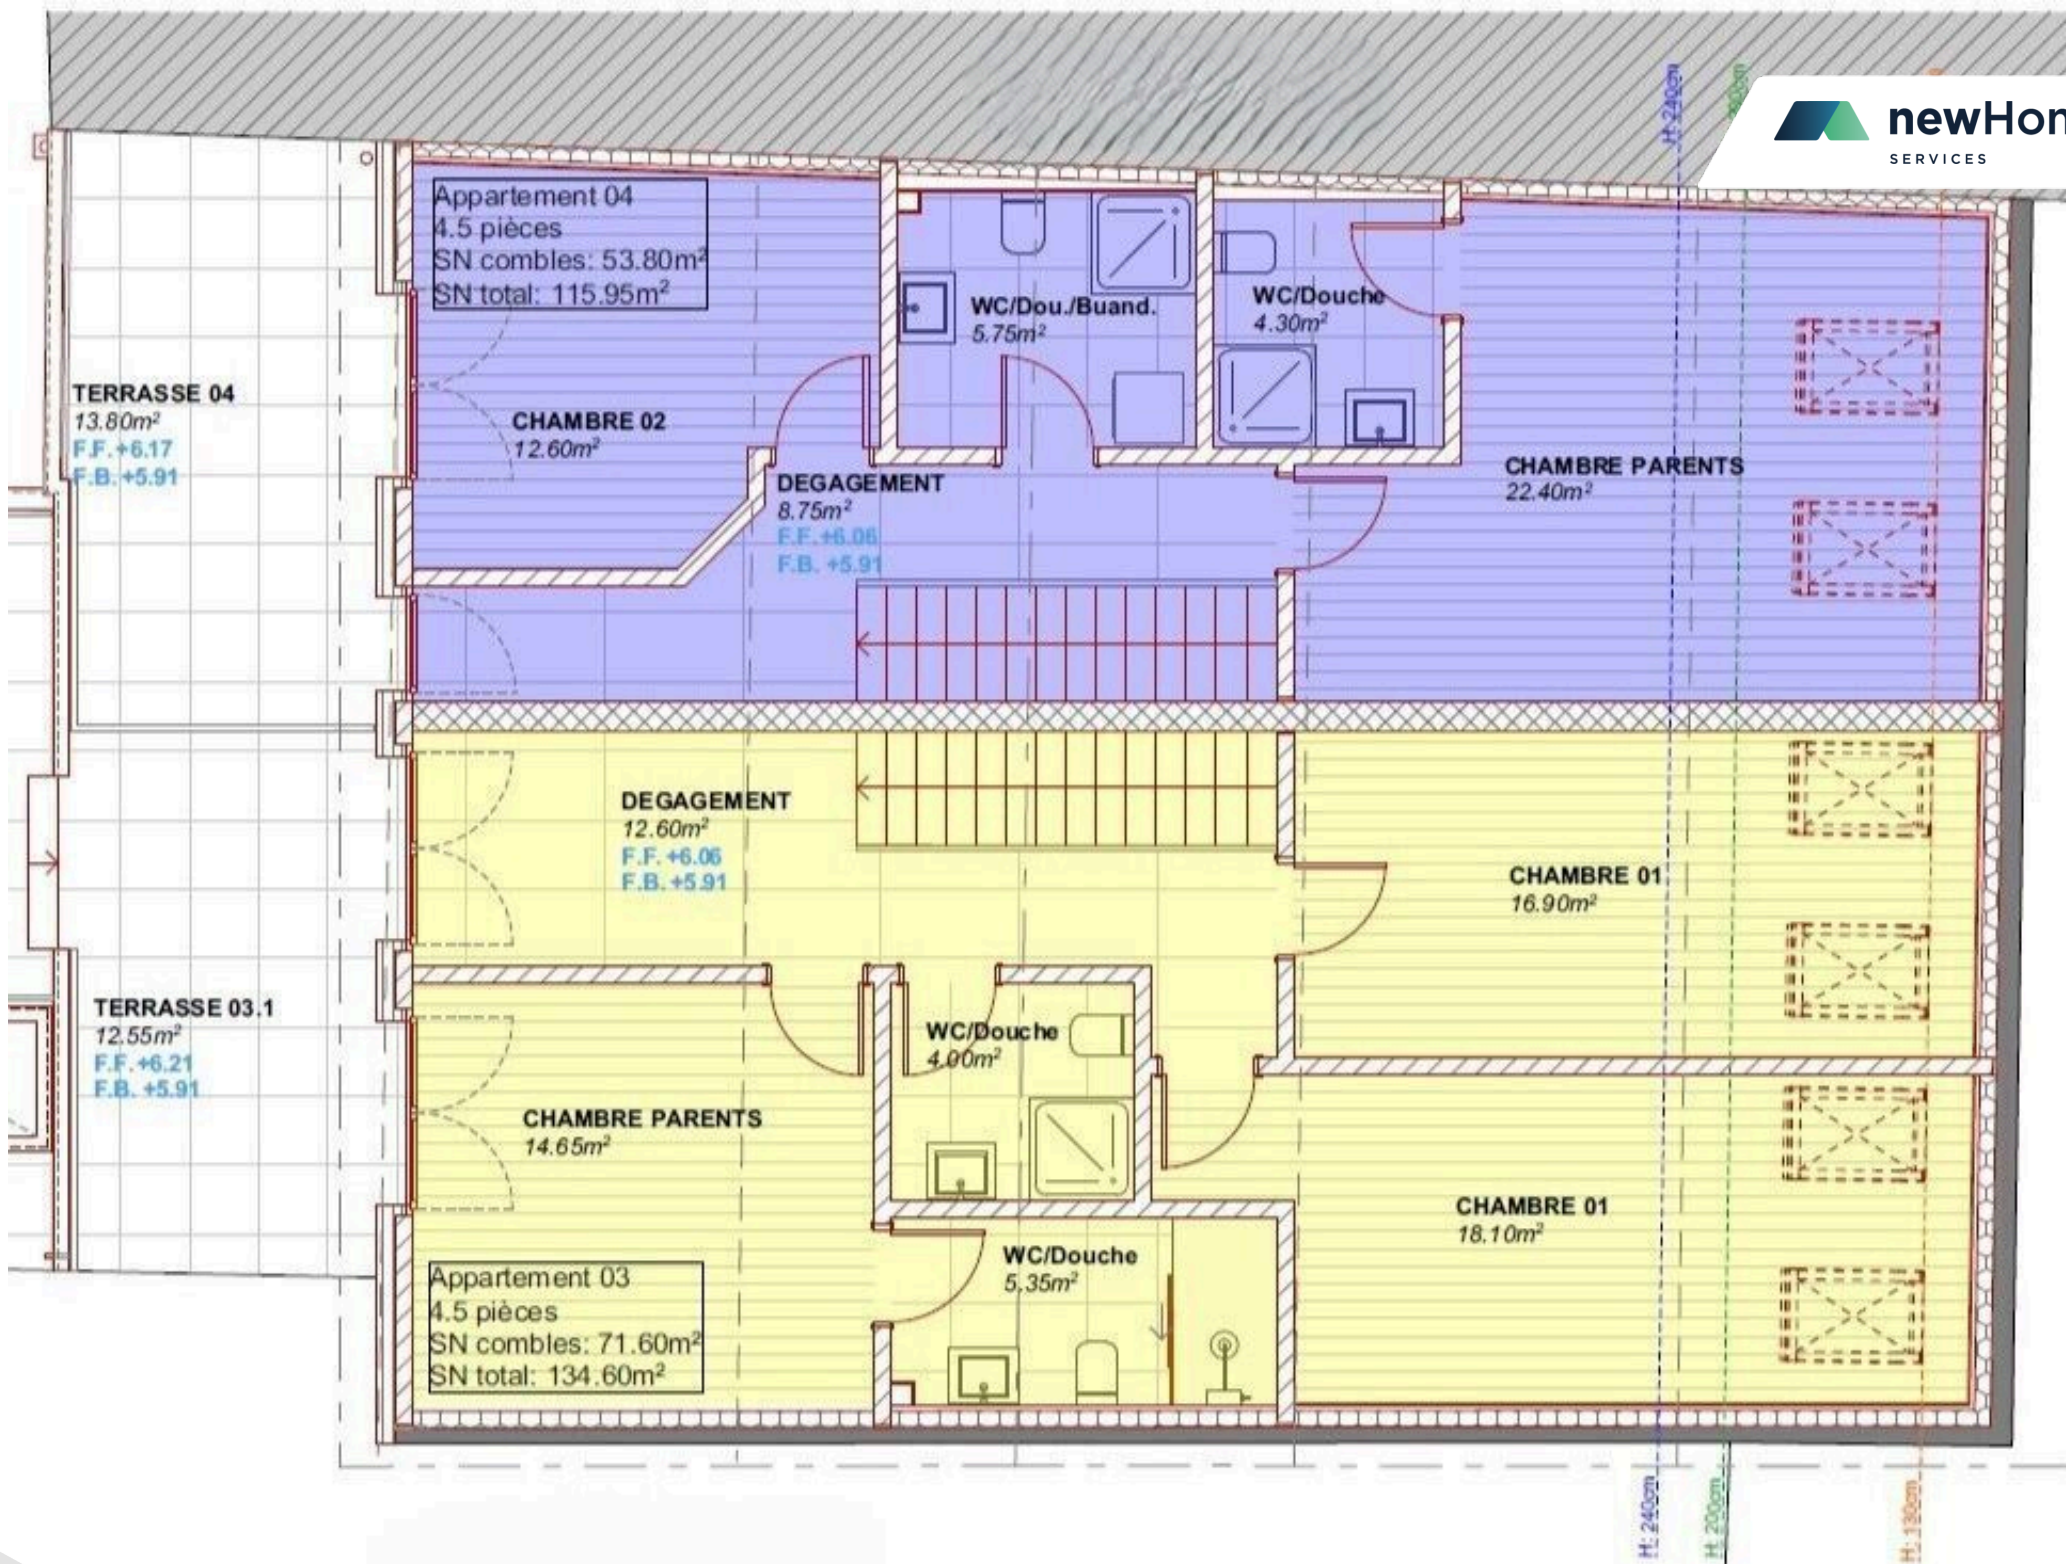 H: 240cm
newHom
SERVICES
Appartement 04
4.5 pièces
SN combles: 53.80m²
SN total: 115.95m²
WC/Dou./Buand.
5.75m²
WC/Douche
4.30m²
TERRASSE 04
13.80m²
F.F. +6.17
F.B. +5.91
CHAMBRE 02
12.60m²
DEGAGEMENT
8.75m²
F.F. +6.06
F.B. +5.91
CHAMBRE PARENTS
22.40m²
DEGAGEMENT
12.60m²
F.F. +6.06
F.B. +5.91
CHAMBRE 01
16.90m²
TERRASSE 03.1
12.55m²
F.F. +6.21
F.B. +5.91
WC/Douche
4.00m²
CHAMBRE PARENTS
14.65m²
CHAMBRE 01
18.10m²
WC/Douche
5.35m²
Appartement 03
4.5 pièces
SN combles: 71.60m²
SN total: 134.60m²
H: 240cm
H: 200cm
H: 130cm